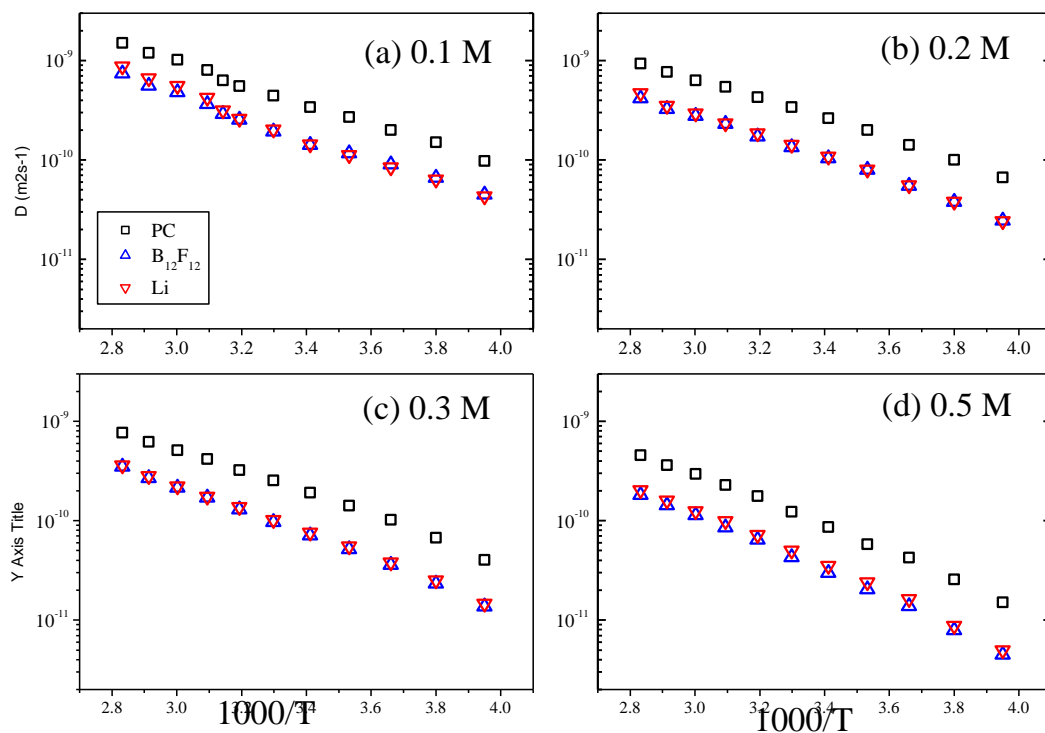 (a) 0.1 M
10^-9
10^-10
10^-11
D (m2s-1)
PC
B₁₂F₁₂
Li
2.8 3.0 3.2 3.4 3.6 3.8 4.0
(b) 0.2 M
10^-9
10^-10
10^-11
2.8 3.0 3.2 3.4 3.6 3.8 4.0
(c) 0.3 M
10^-9
10^-10
10^-11
Y Axis Title
2.8 3.0 3.2 3.4 3.6 3.8 4.0
1000/T
(d) 0.5 M
10^-9
10^-10
10^-11
2.8 3.0 3.2 3.4 3.6 3.8 4.0
1000/T